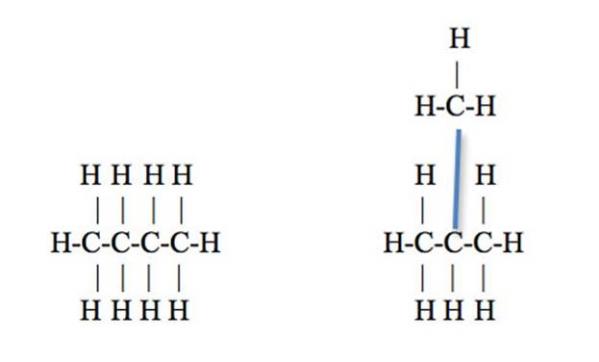 H H H H
| | | |
H-C-C-C-C-H
| | | |
H H H H
H
|
H-C-H
H H
| |
H-C-C-C-H
| | |
H H H